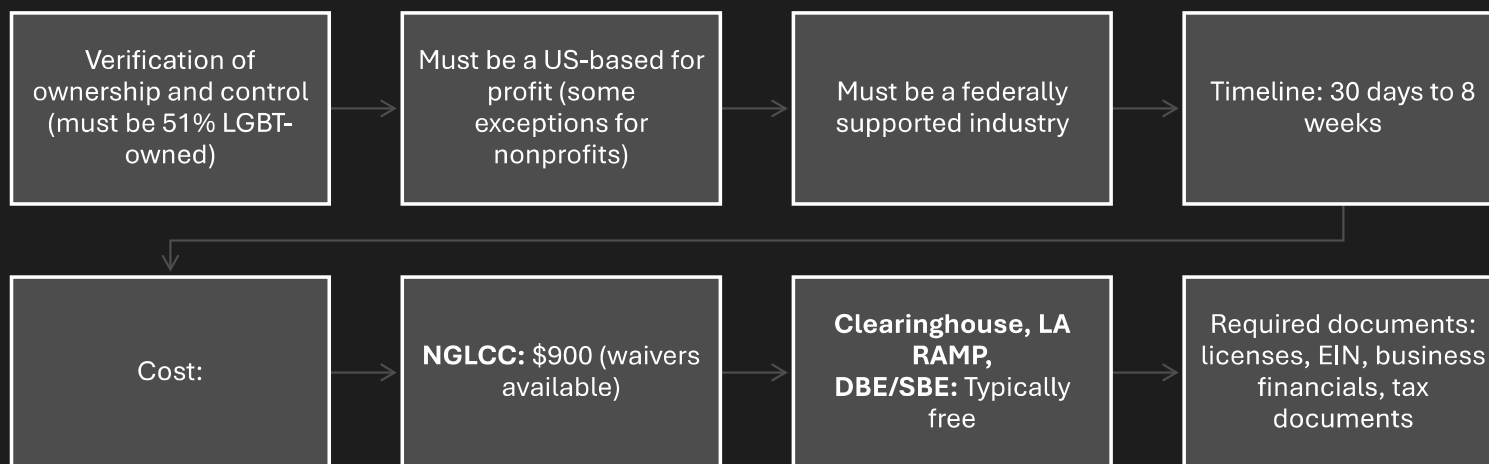 Verification of
ownership and control
(must be 51% LGBT-
owned)
Must be a US-based for
profit (some
exceptions for
nonprofits)
Must be a federally
supported industry
Timeline: 30 days to 8
weeks
Cost:
NGLCC: $900 (waivers
available)
Clearinghouse, LA
RAMP,
DBE/SBE: Typically
free
Required documents:
licenses, EIN, business
financials, tax
documents